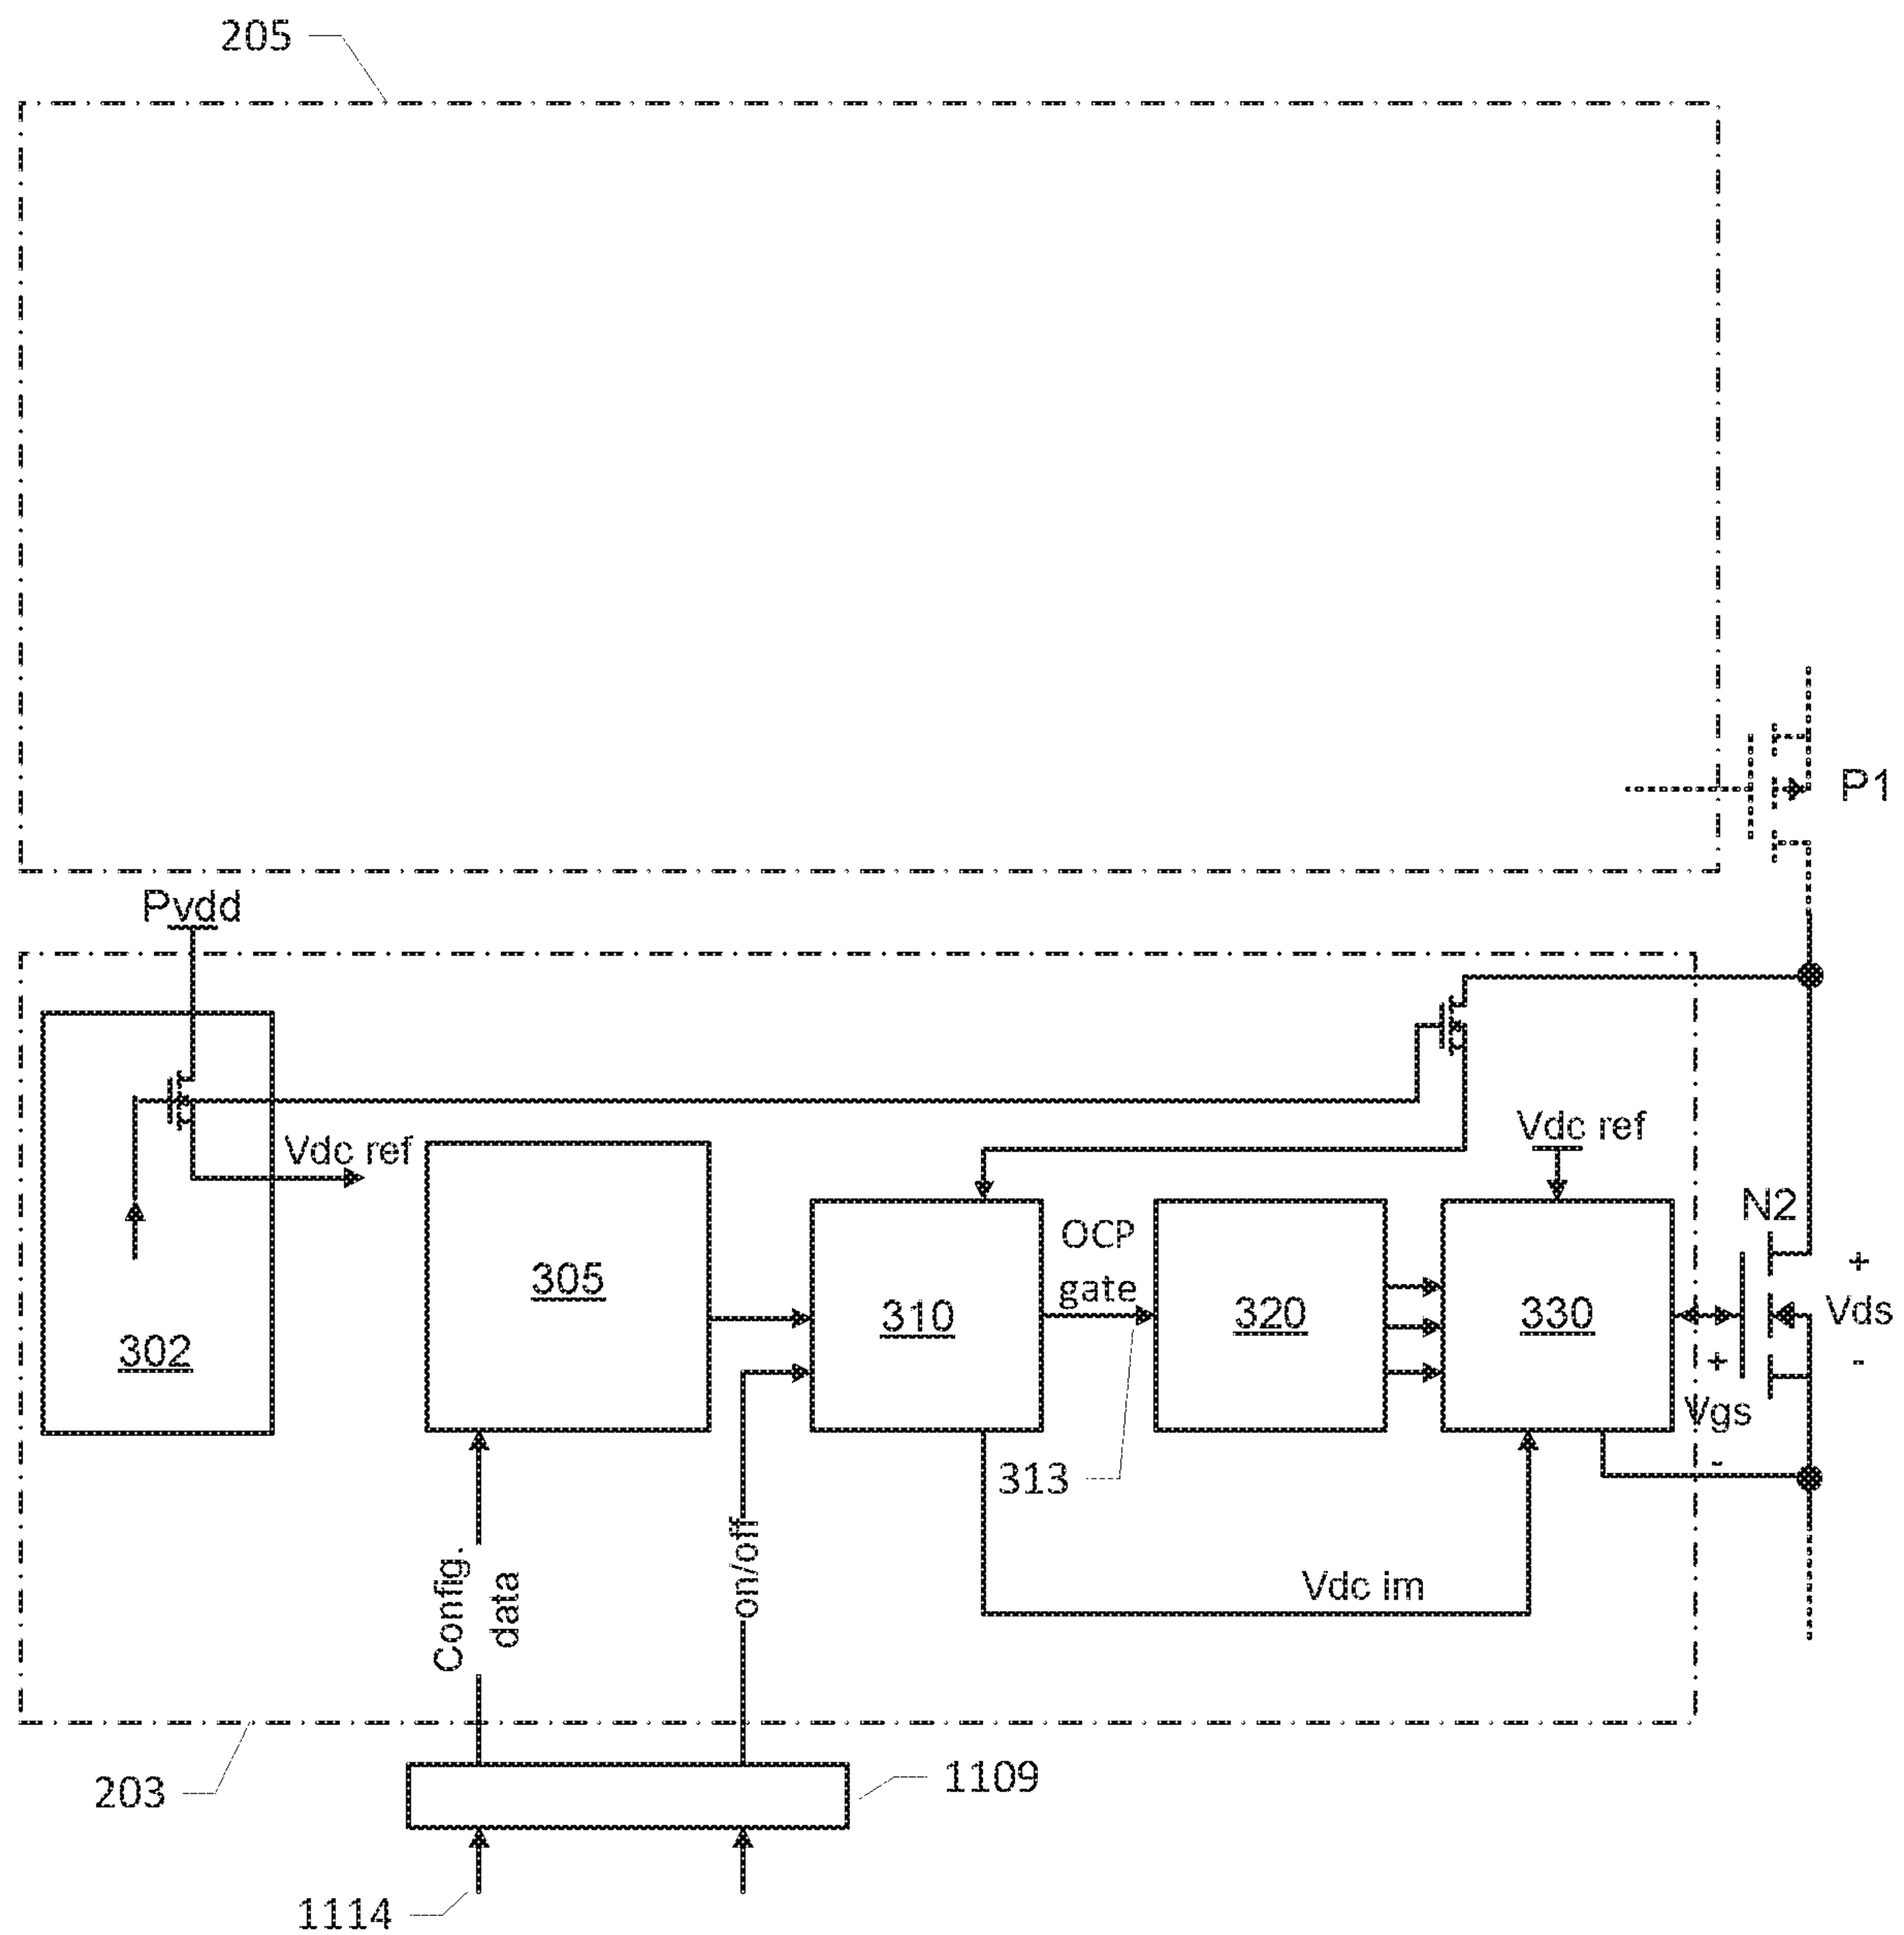 205
P1
Pvdd
Vdc ref
Vdc ref
N2
OCP
gate
305
310
320
330
302
+
Vds
-
+
Vgs
-
313
Config.
data
on/off
Vdc im
203
1109
1114